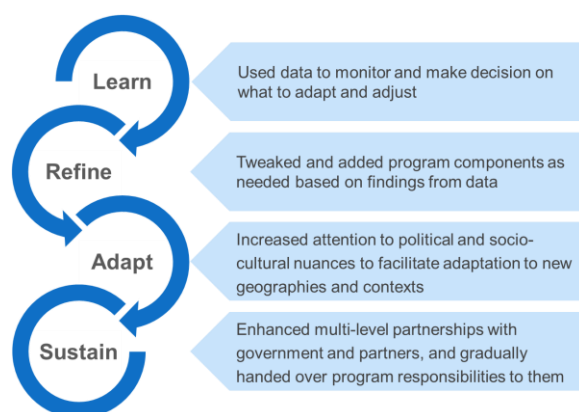 Learn
Used data to monitor and make decision on
what to adapt and adjust
Refine
Tweaked and added program components as
needed based on findings from data
Adapt
Increased attention to political and socio-
cultural nuances to facilitate adaptation to new
geographies and contexts
Sustain
Enhanced multi-level partnerships with
government and partners, and gradually
handed over program responsibilities to them